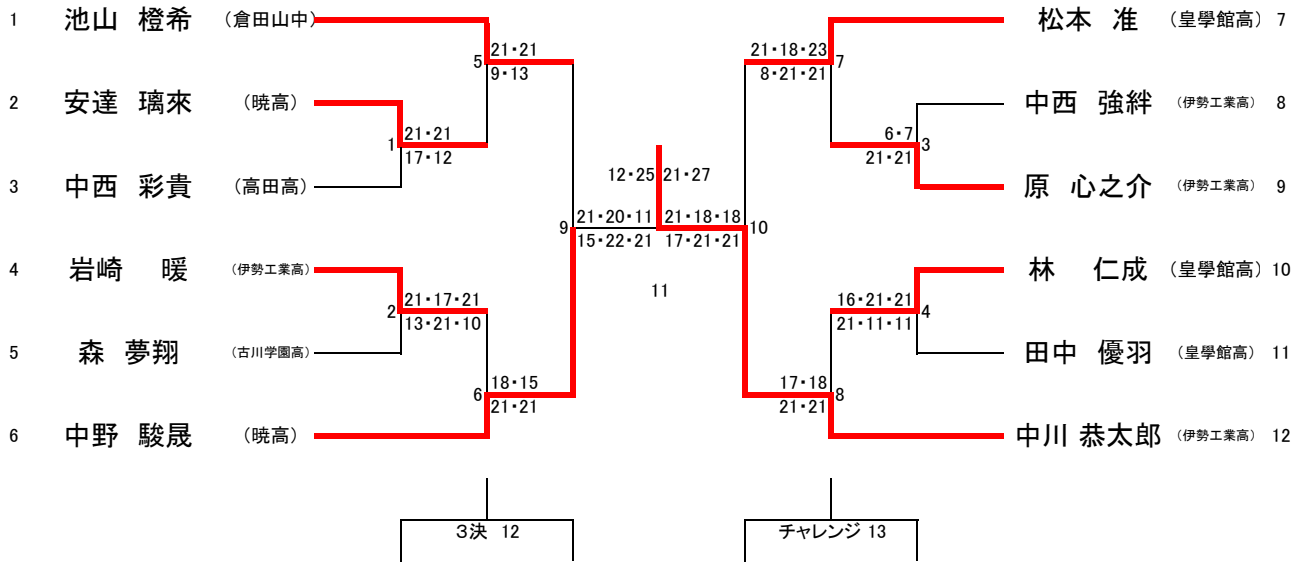 1 池山 橙希 (倉田山中)
2 安達 璃來 (暁高)
3 中西 彩貴 (高田高)
4 岩崎 暖 (伊勢工業高)
5 森 夢翔 (古川学園高)
6 中野 駿晟 (暁高)
5 21・21
9・13
1 21・21
17・12
2 21・17・21
13・21・10
6 18・15
21・21
9 21・20・11
15・22・21
12・25 21・27
11
21・18・18 10
17・21・21
21・18・23 7
8・21・21
6・7 3
21・21
16・21・21 4
21・11・11
17・18 8
21・21
松本 准 (皇學館高) 7
中西 強絆 (伊勢工業高) 8
原 心之介 (伊勢工業高) 9
林 仁成 (皇學館高) 10
田中 優羽 (皇學館高) 11
中川 恭太郎 (伊勢工業高) 12
3決 12
チャレンジ 13